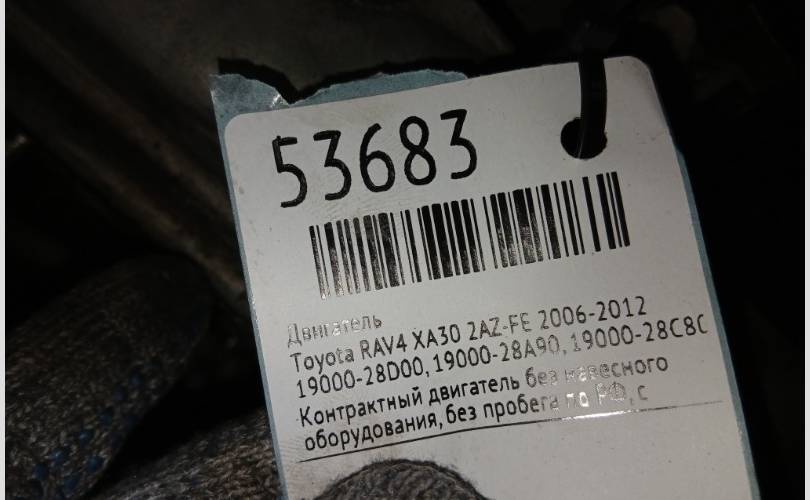 53683
Двигатель
Toyota RAV4 XA30 2AZ-FE 2006-2012
19000-28D00, 19000-28A90, 19000-28C80
Контрактный двигатель без навесного
оборудования, без пробега по РФ, с